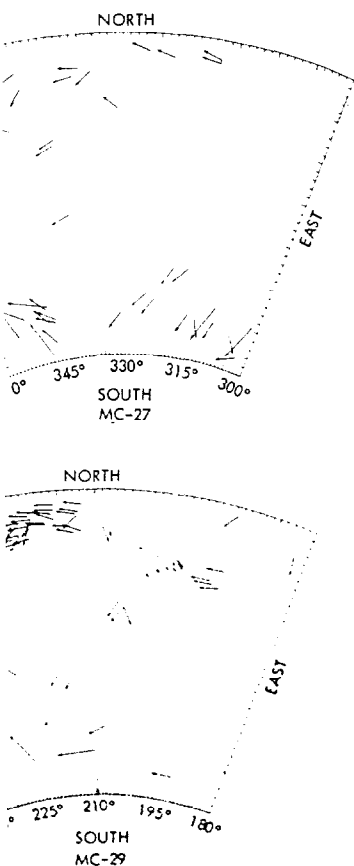 NORTH
EAST
0° 345° 330° 315° 300°
SOUTH
MC-27
NORTH
EAST
° 225° 210° 195° 180°
SOUTH
MC-29